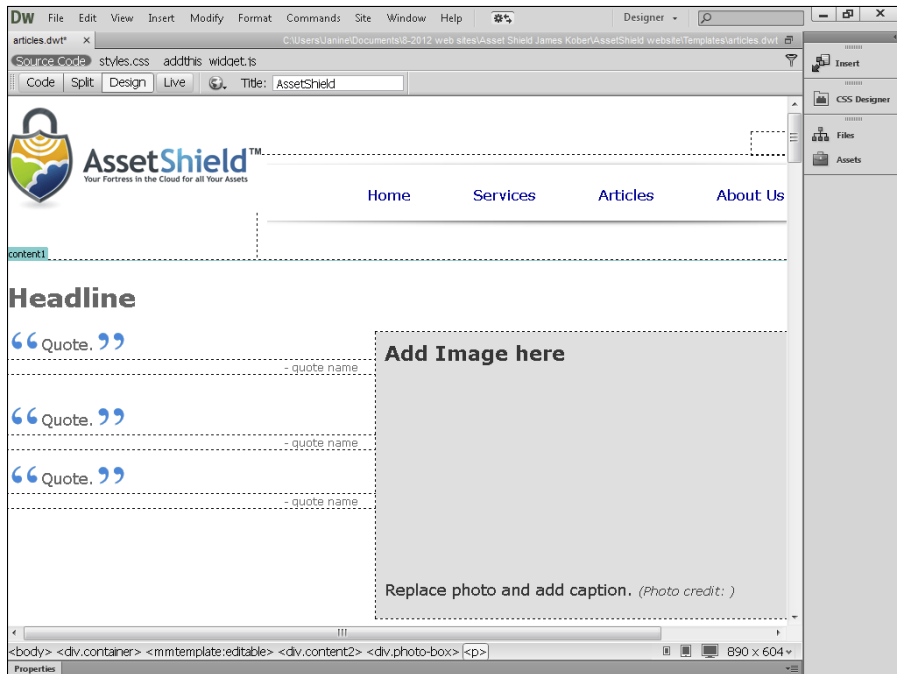 DW File Edit View Insert Modify Format Commands Site Window Help Designer
articles.dwt* × C:\Users\Janine\Documents\8-2012 web sites\Asset Shield James Kober\AssetShield website\Templates\articles.dwt
Source Code styles.css addthis_widget.js
Code Split Design Live Title: AssetShield
Insert
CSS Designer
Files
Assets
AssetShield™
Your Fortress in the Cloud for all Your Assets
Home Services Articles About Us
content1
Headline
“ Quote. ”
- quote name
“ Quote. ”
- quote name
“ Quote. ”
- quote name
Add Image here
Replace photo and add caption. (Photo credit: )
<body> <div.container> <mmtemplate:editable> <div.content2> <div.photo-box> <p> 890 x 604
Properties